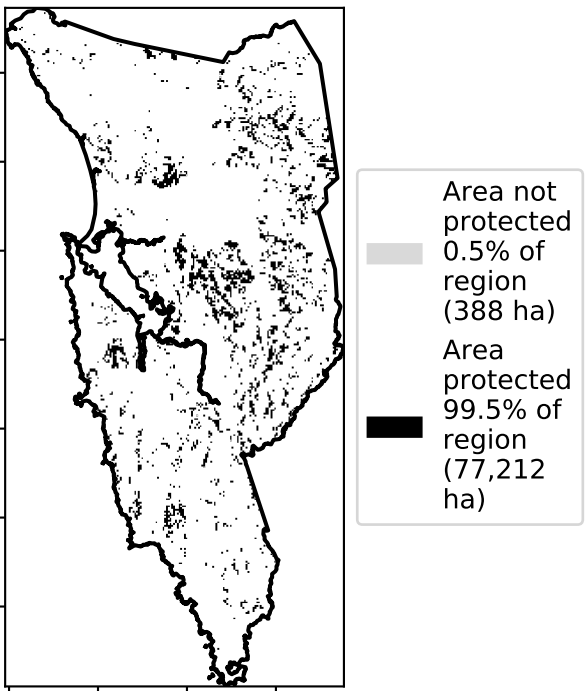 Area not
protected
0.5% of
region
(388 ha)
Area
protected
99.5% of
region
(77,212
ha)